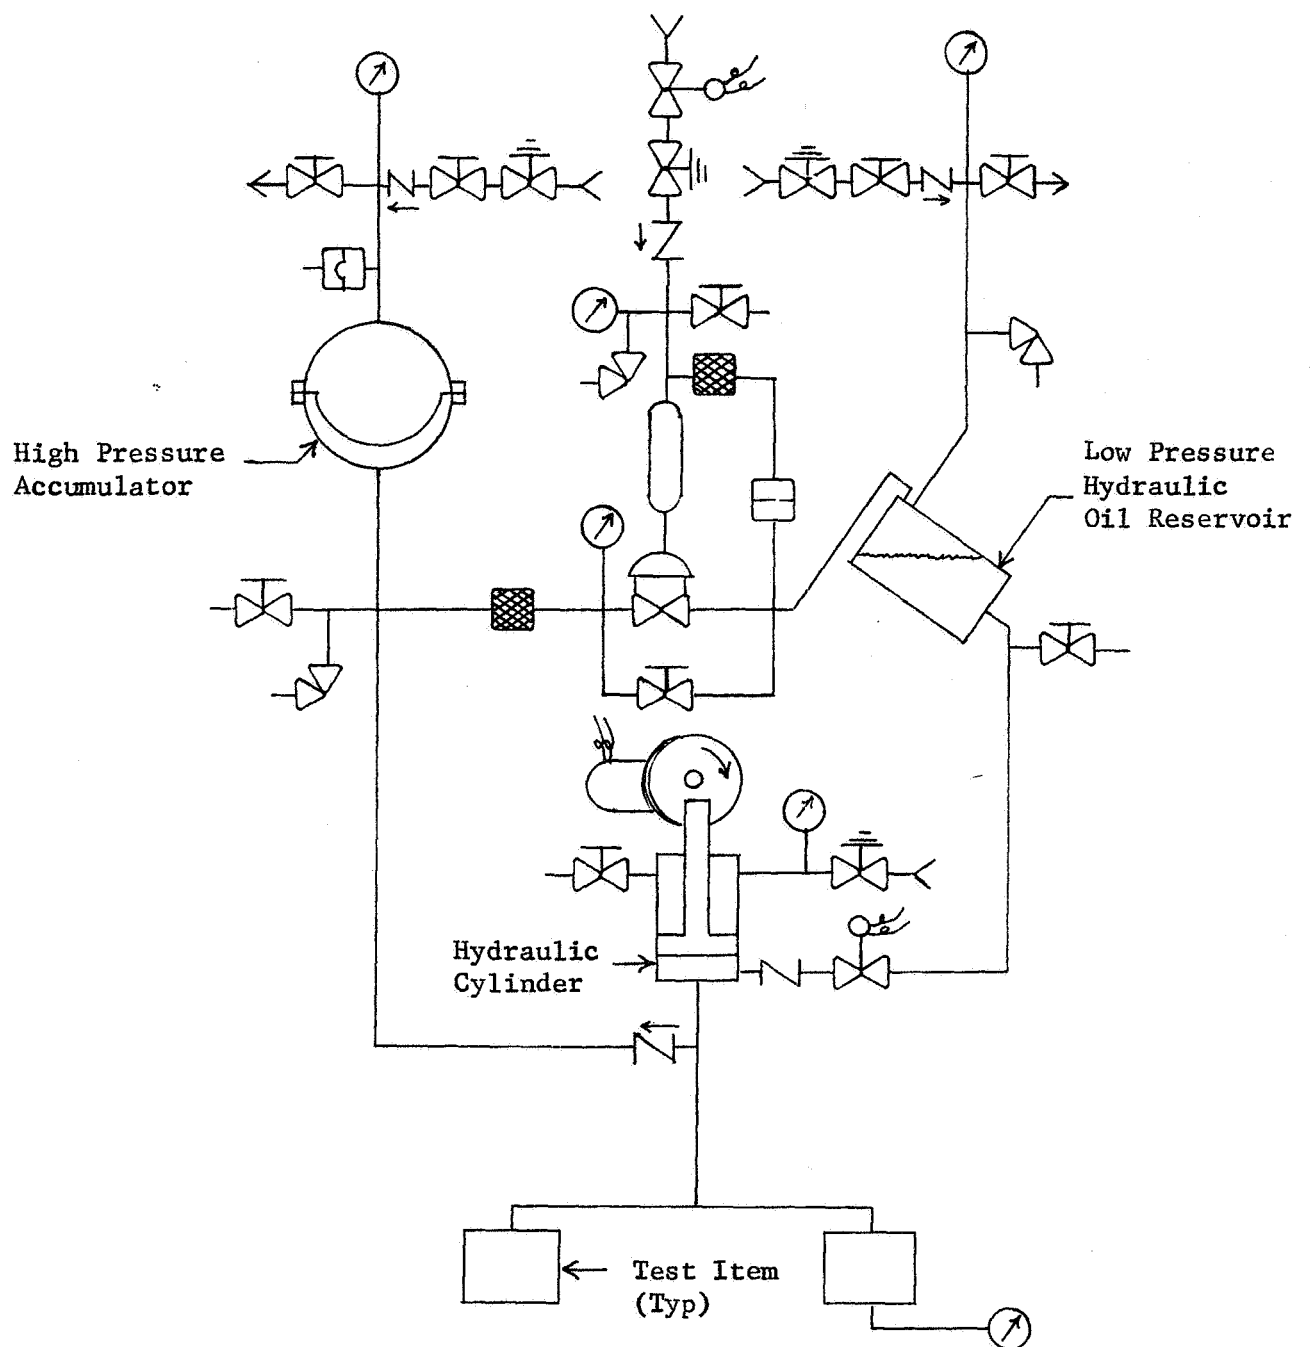 High Pressure
Accumulator
Low Pressure
Hydraulic
Oil Reservoir
Hydraulic
Cylinder
Test Item
(Typ)